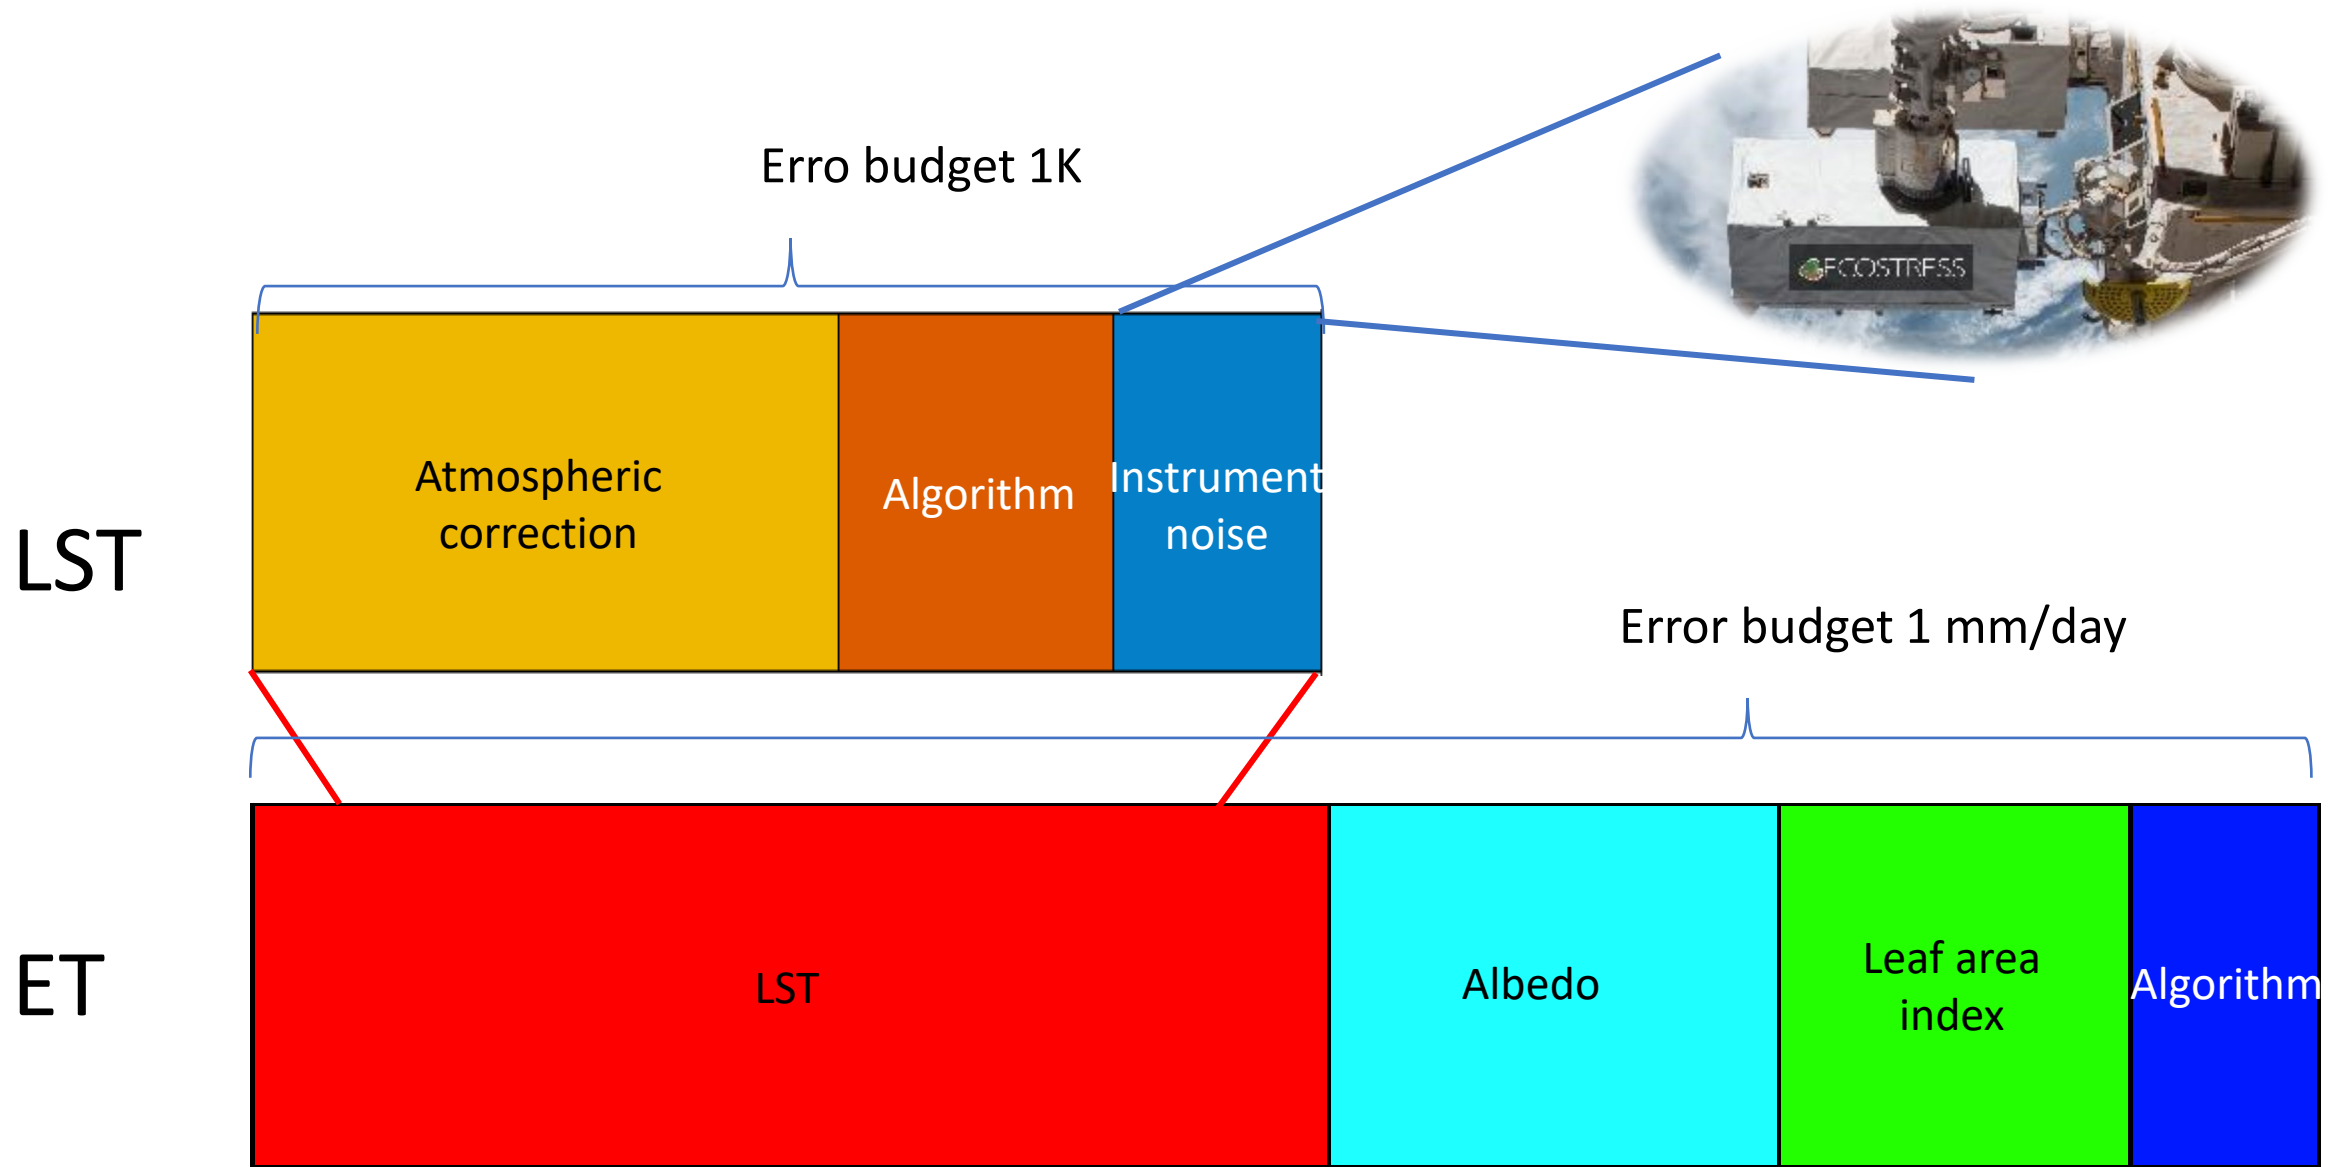 Erro budget 1K
ECOSTRESS
Atmospheric
correction
Algorithm
Instrument
noise
LST
Error budget 1 mm/day
ET
LST
Albedo
Leaf area
index
Algorithm